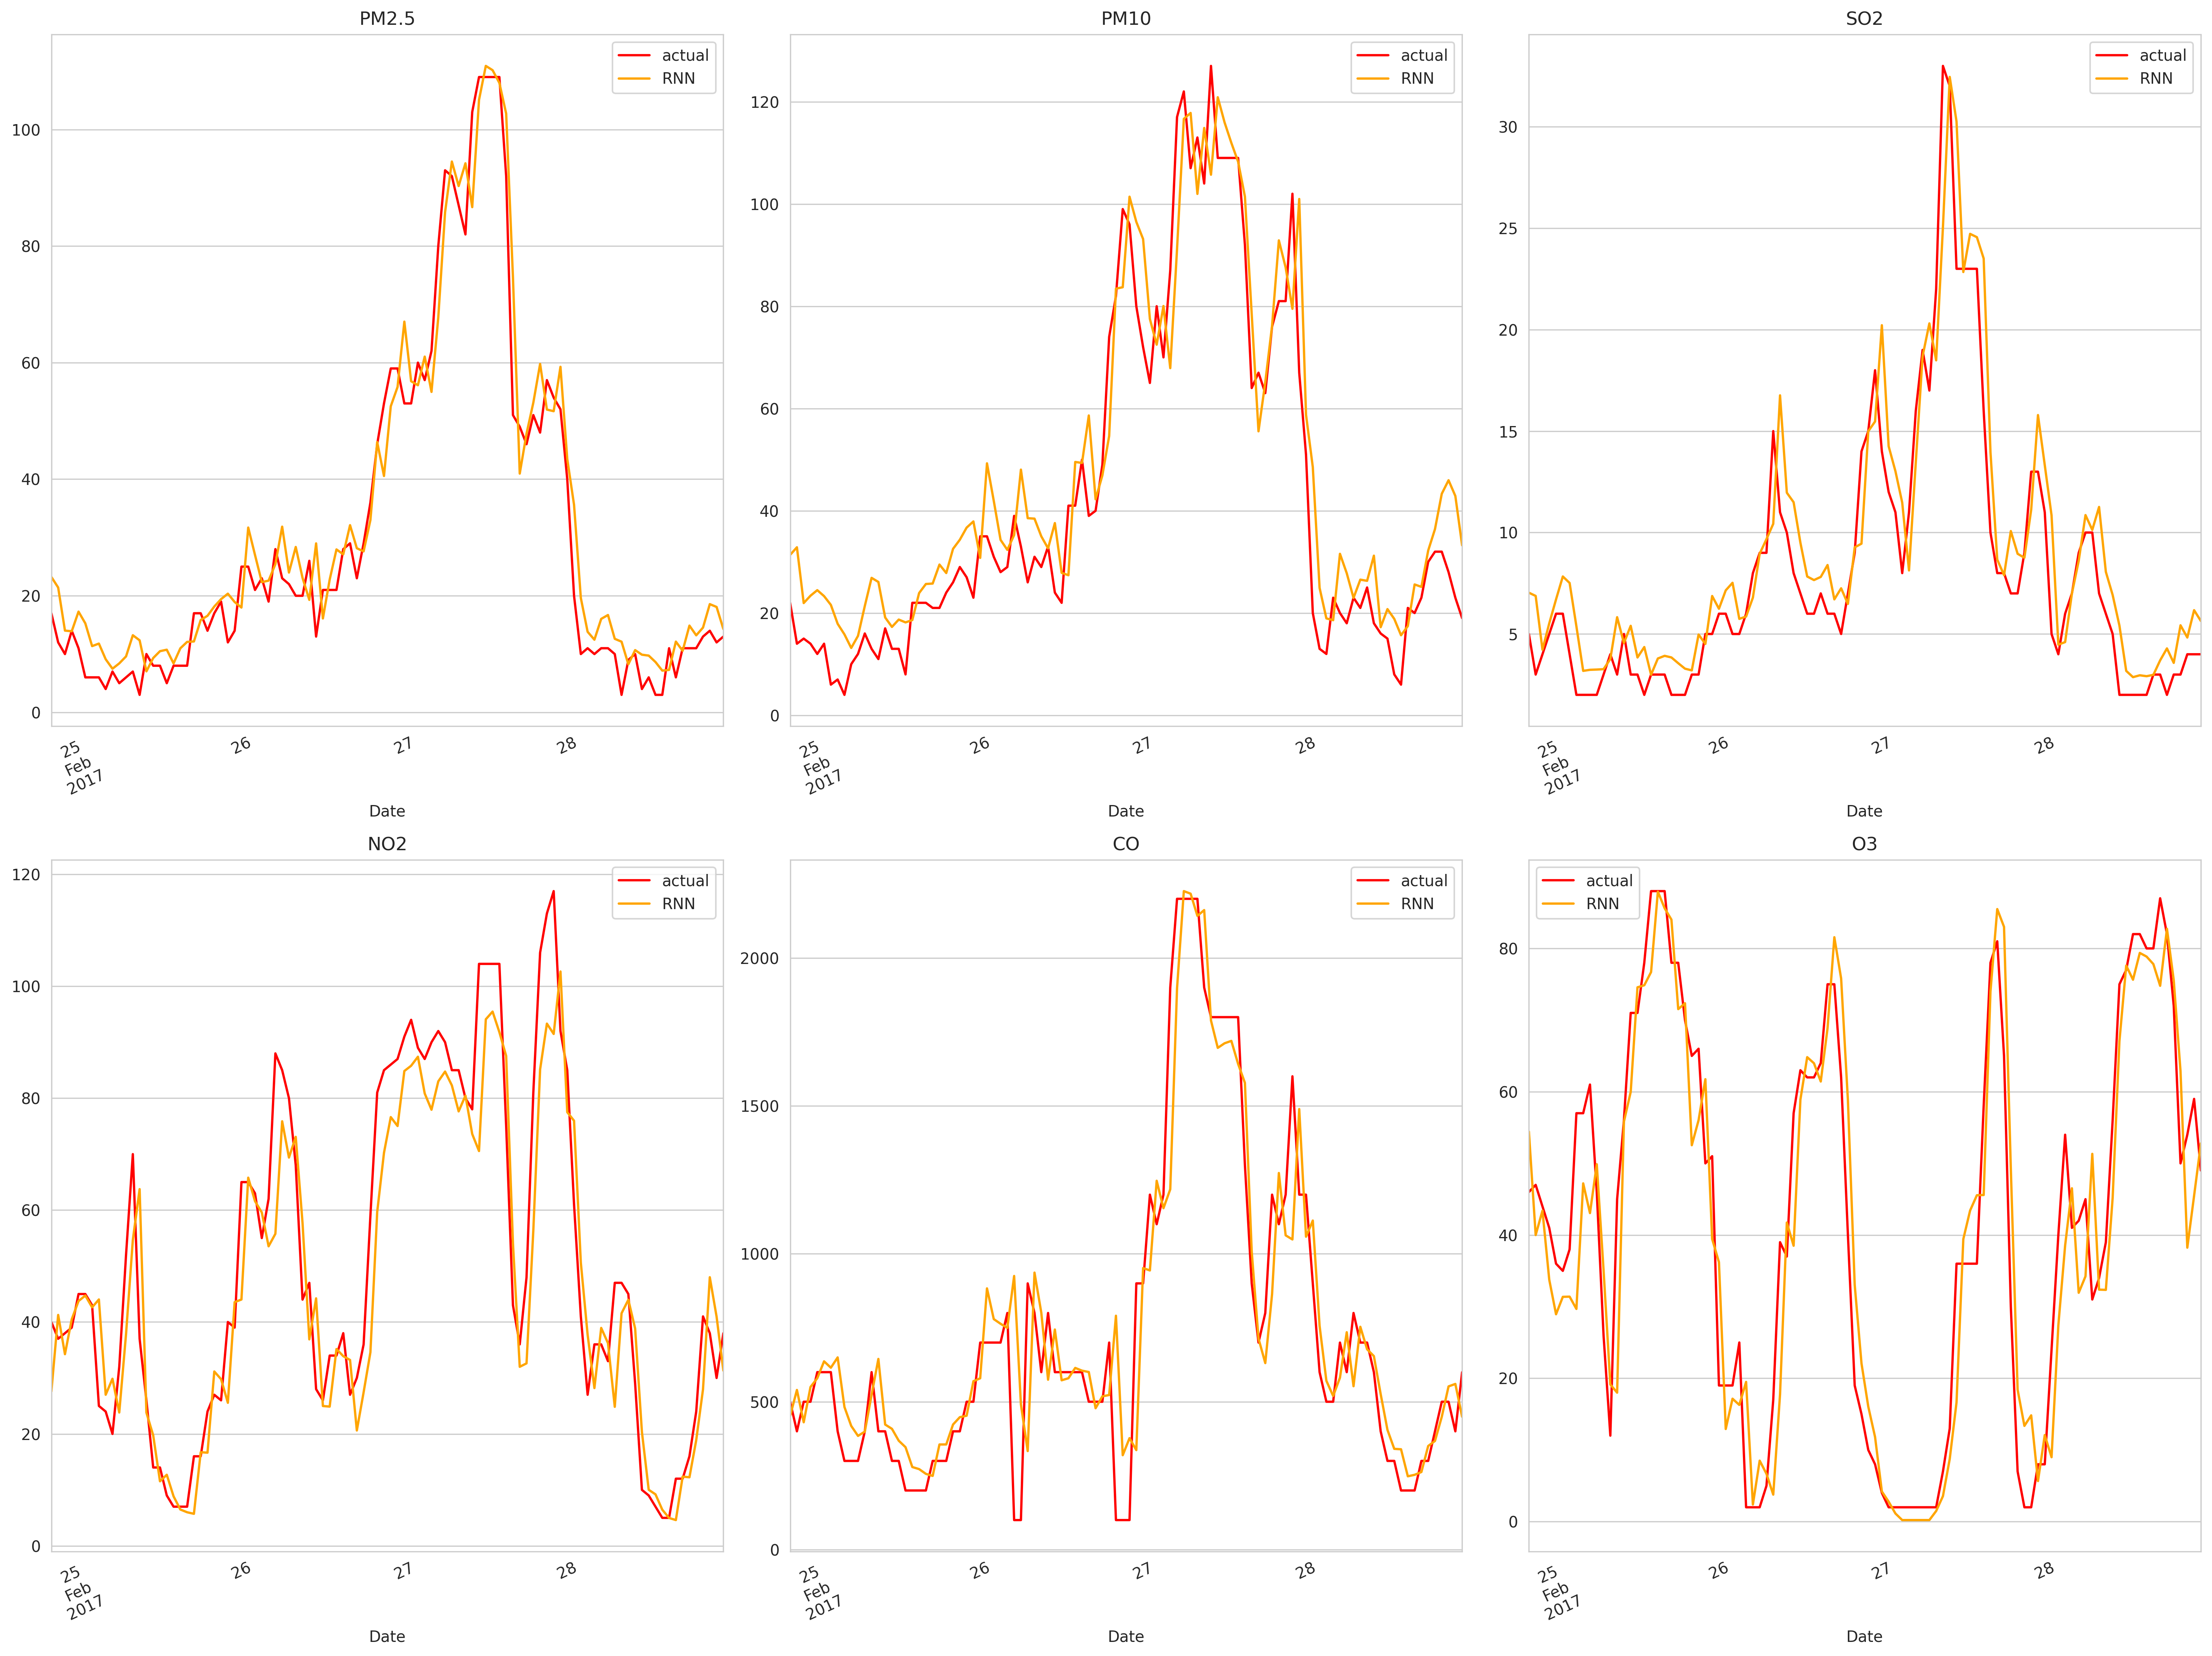 PM2.5
actual
RNN
100
80
60
40
20
0
25
Feb
2017
26
27
28
Date
PM10
actual
RNN
120
100
80
60
40
20
0
25
Feb
2017
26
27
28
Date
SO2
actual
RNN
30
25
20
15
10
5
25
Feb
2017
26
27
28
Date
NO2
actual
RNN
120
100
80
60
40
20
0
25
Feb
2017
26
27
28
Date
CO
actual
RNN
2000
1500
1000
500
0
25
Feb
2017
26
27
28
Date
O3
actual
RNN
80
60
40
20
0
25
Feb
2017
26
27
28
Date